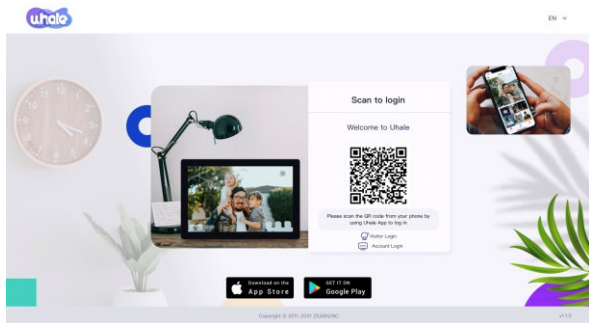 uhale
EN
Scan to login
Welcome to Uhale
Please scan the QR code from your phone by
using Uhale App to log in
Visitor Login
Account Login
Download on the
App Store
GET IT ON
Google Play
Copyright © 2011-2021 ZEASN,INC
v1.1.0